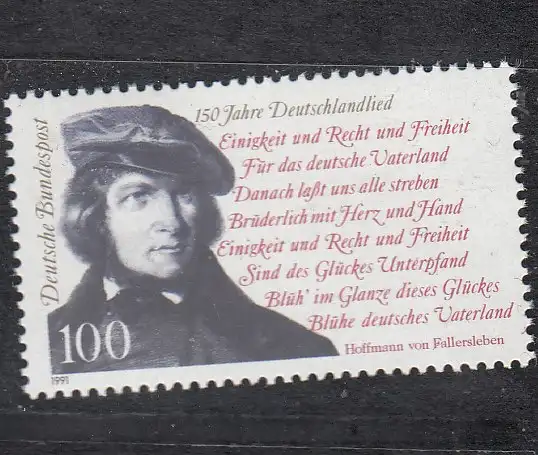 150 Jahre Deutschlandlied
Einigkeit und Recht und Freiheit
Für das deutsche Vaterland
Danach laßt uns alle streben
Brüderlich mit Herz und Hand
Einigkeit und Recht und Freiheit
Sind des Glückes Unterpfand
Blüh' im Glanze dieses Glückes
Blühe deutsches Vaterland
Hoffmann von Fallersleben
Deutsche Bundespost
100
1991